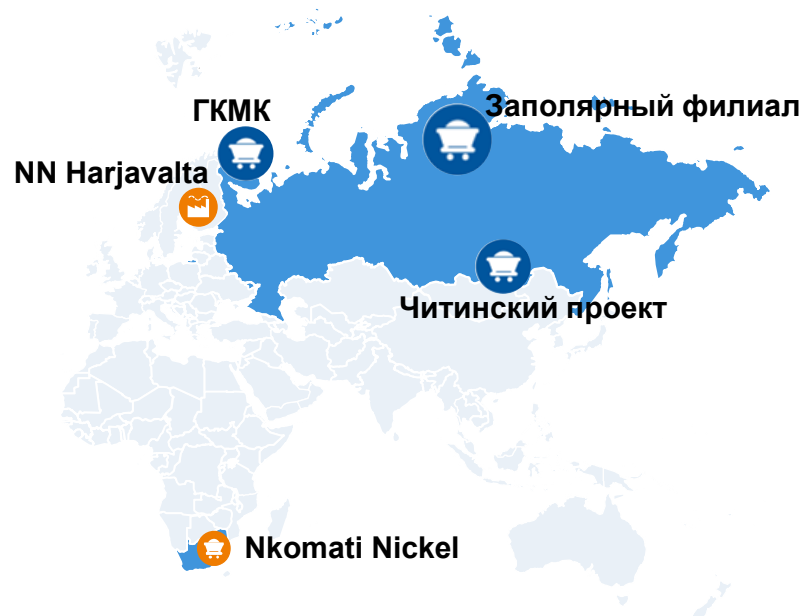 ГКМК
Заполярный филиал
NN Harjavalta
Читинский проект
Nkomati Nickel